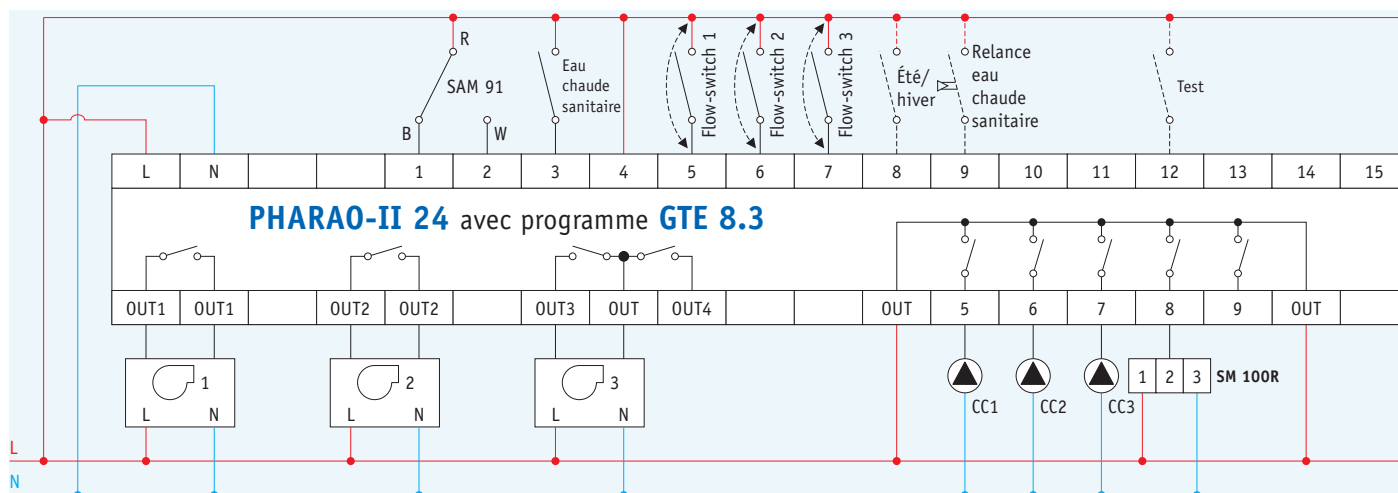 R
SAM 91
B
W
Eau
chaude
sanitaire
Flow-switch 1
Flow-switch 2
Flow-switch 3
Été/
hiver
Relance
eau
chaude
sanitaire
Test
L N 1 2 3 4 5 6 7 8 9 10 11 12 13 14 15
PHARAO-II 24 avec programme GTE 8.3
OUT1 OUT1 OUT2 OUT2 OUT3 OUT OUT4 OUT 5 6 7 8 9 OUT
1
L N
2
L N
3
L N
CC1
CC2
CC3
1 2 3 SM 100R
L
N